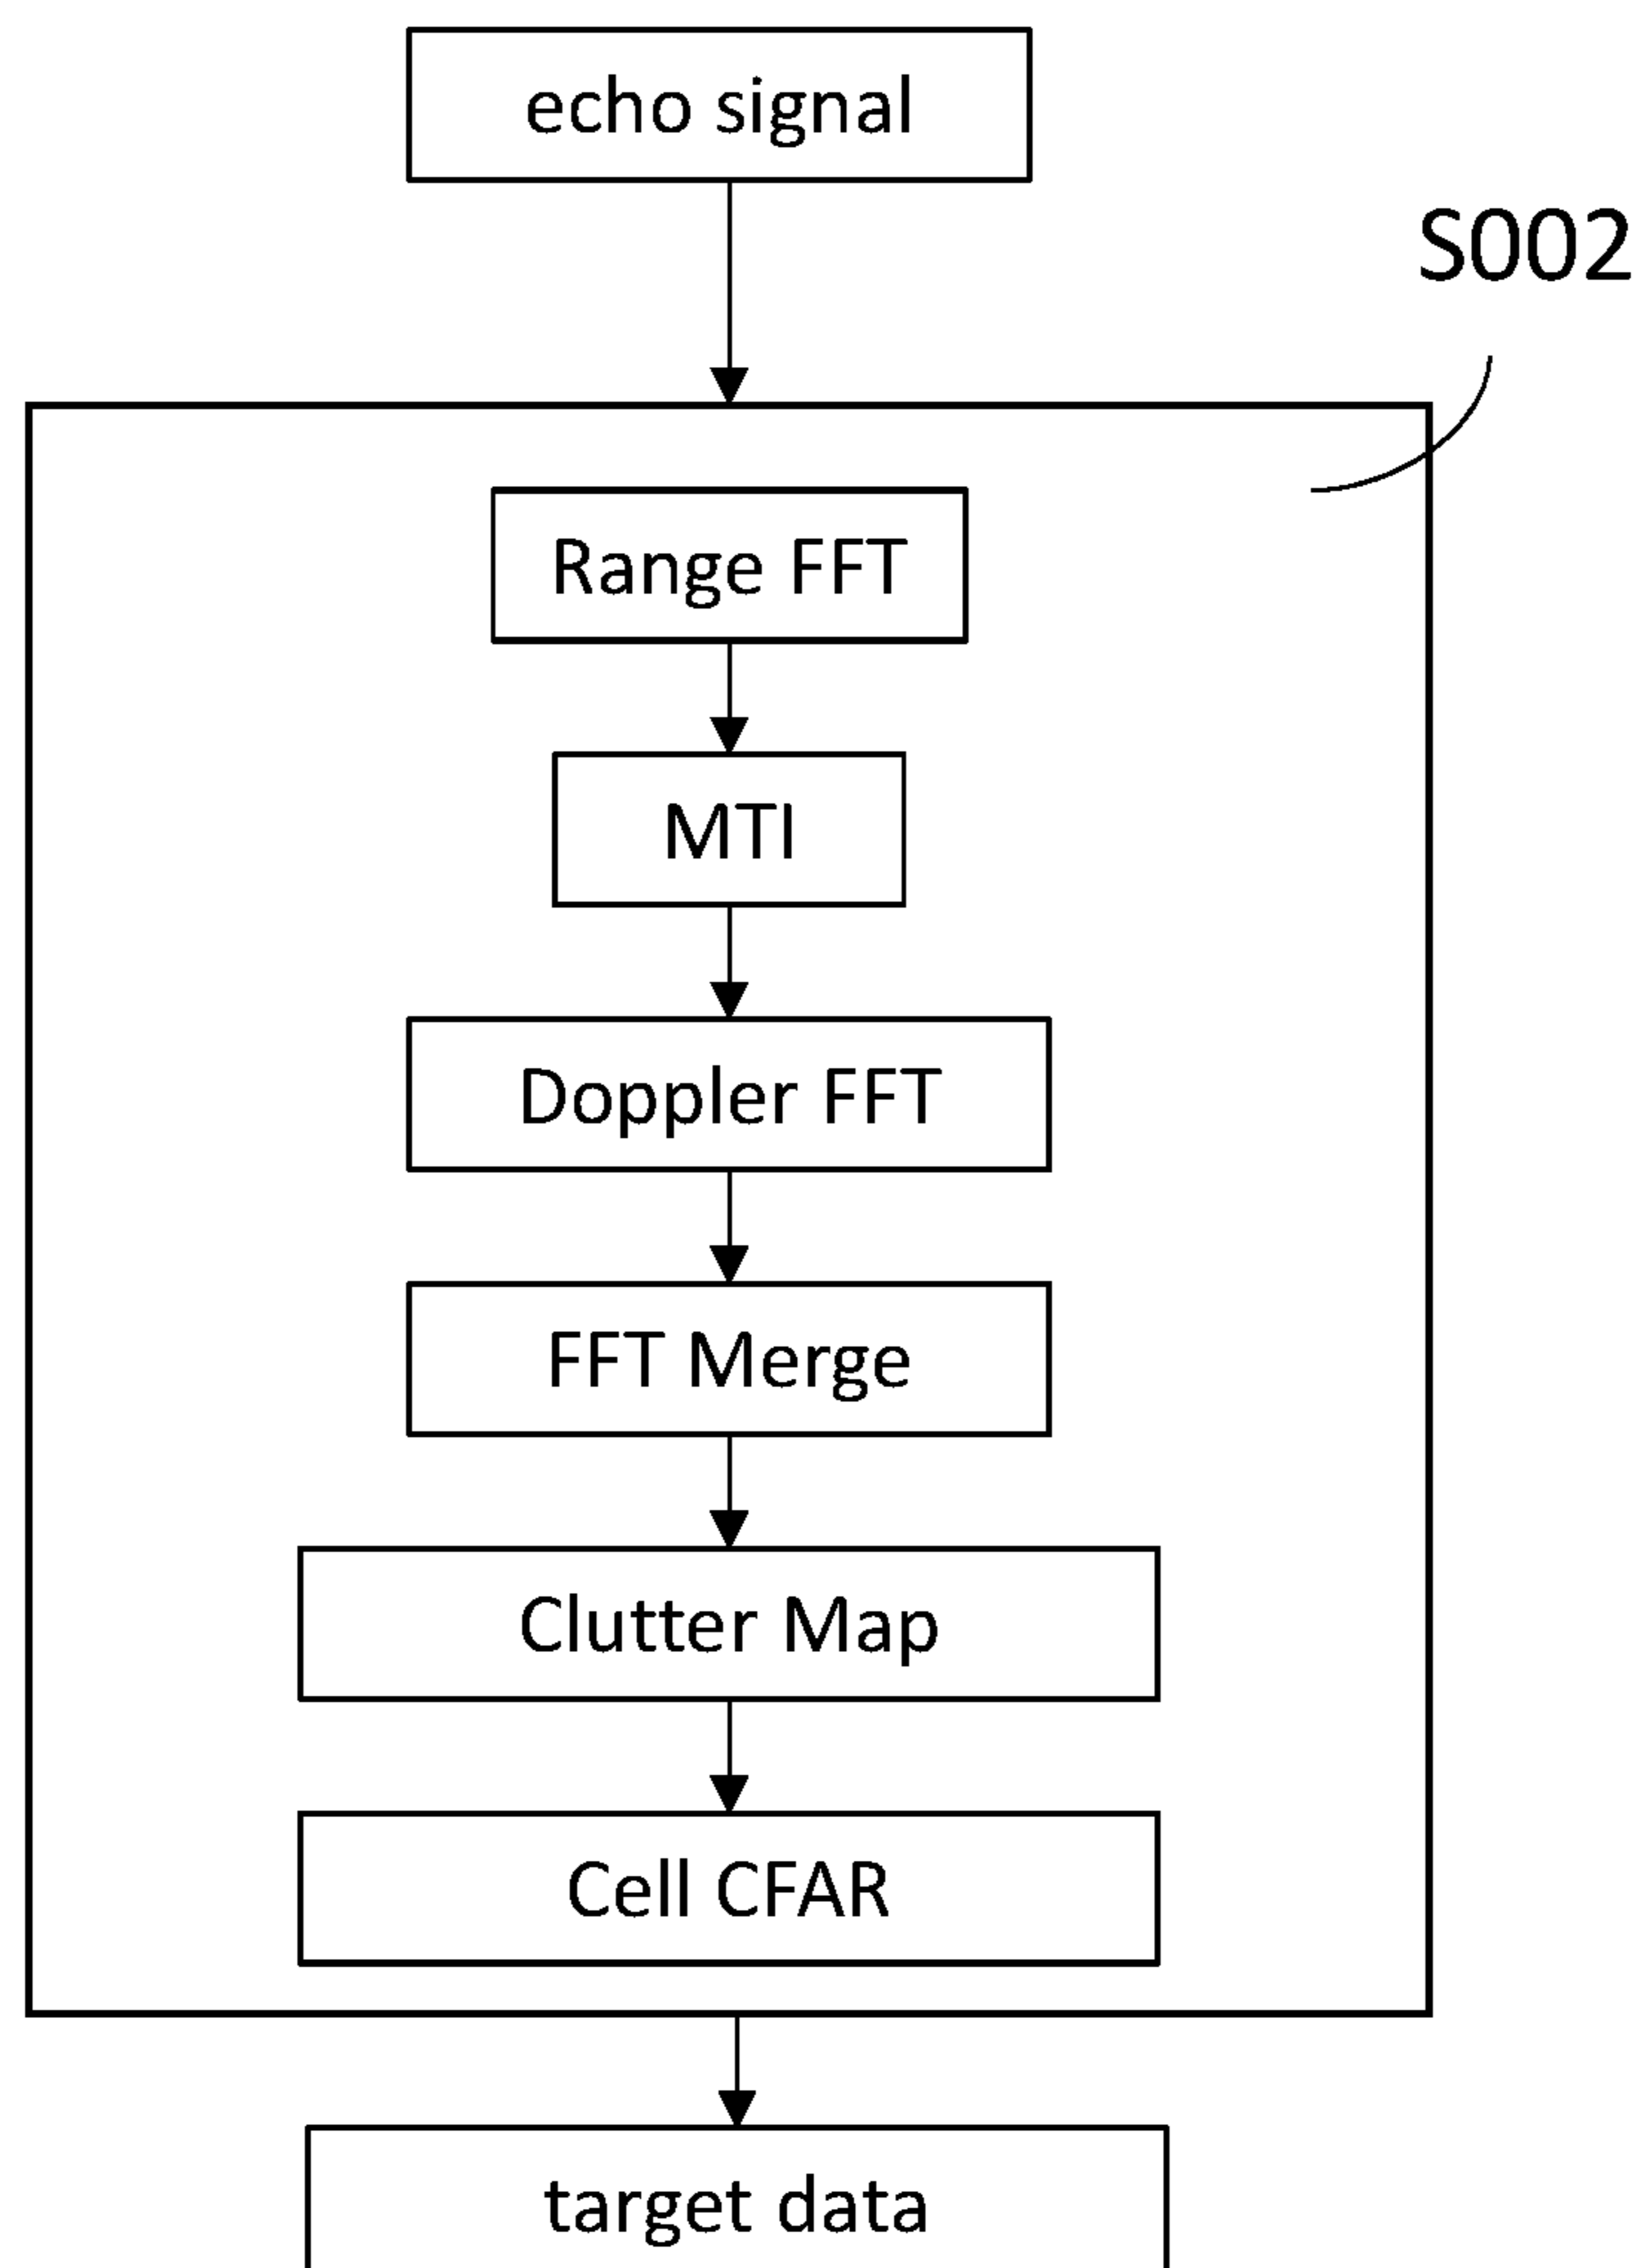 echo signal
S002
Range FFT
MTI
Doppler FFT
FFT Merge
Clutter Map
Cell CFAR
target data